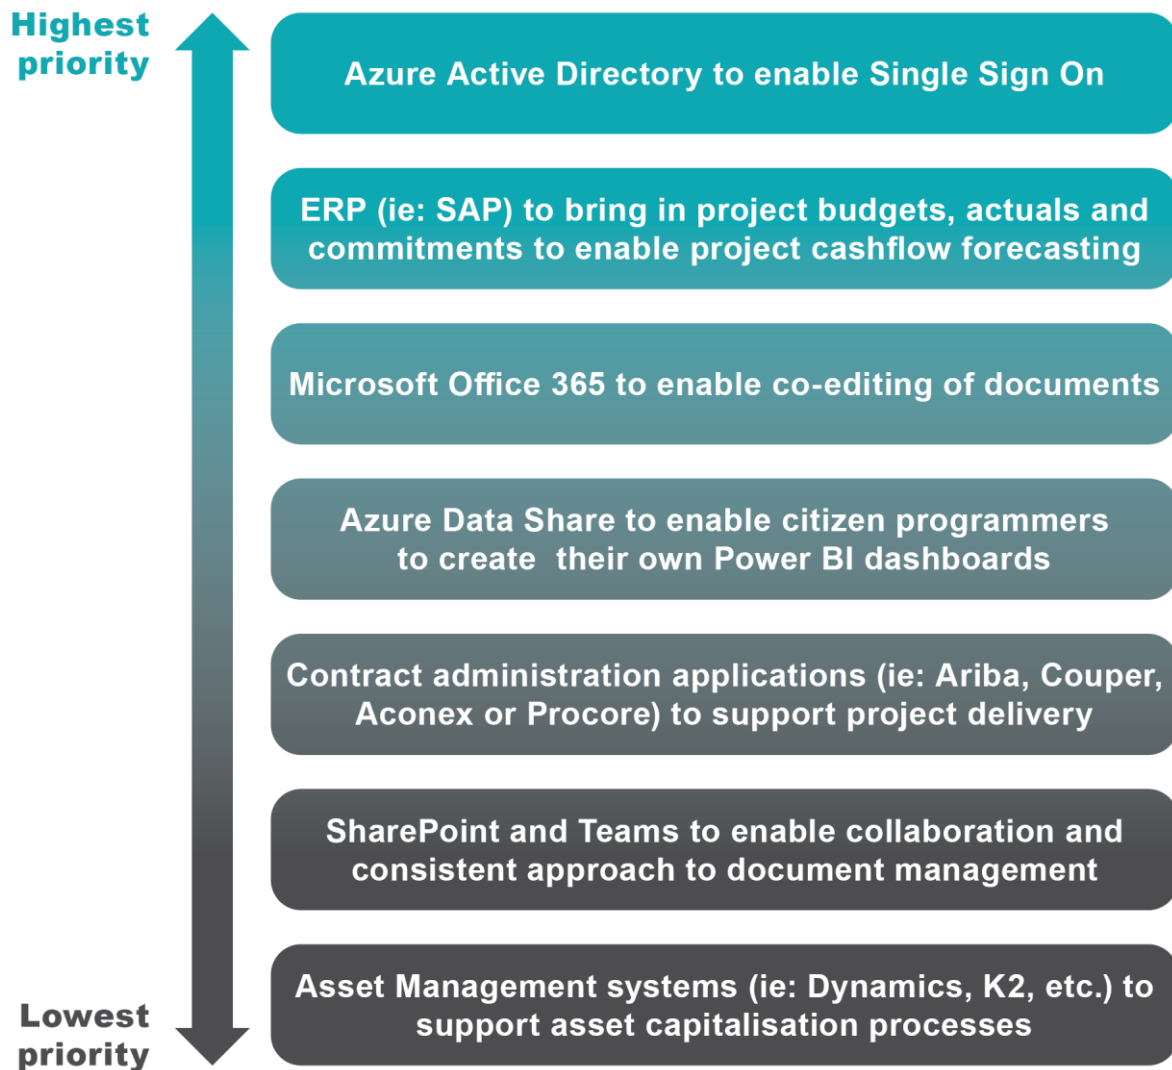 Highest
priority
Azure Active Directory to enable Single Sign On
ERP (ie: SAP) to bring in project budgets, actuals and
commitments to enable project cashflow forecasting
Microsoft Office 365 to enable co-editing of documents
Azure Data Share to enable citizen programmers
to create  their own Power BI dashboards
Contract administration applications (ie: Ariba, Couper,
Aconex or Procore) to support project delivery
SharePoint and Teams to enable collaboration and
consistent approach to document management
Asset Management systems (ie: Dynamics, K2, etc.) to
support asset capitalisation processes
Lowest
priority